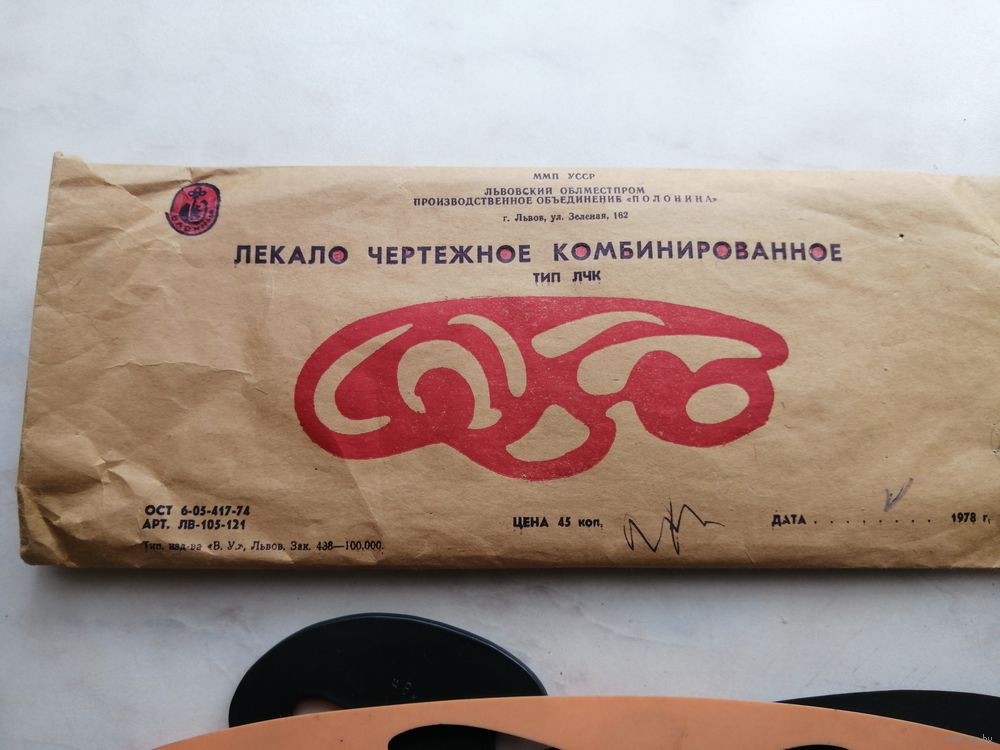 ММП УССР
ЛЬВОВСКИЙ ОБЛМЕСТПРОМ
ПРОИЗВОДСТВЕННОЕ ОБЪЕДИНЕНИЕ «ПОЛОНИНА»
г. Львов, ул. Зеленая, 162
ЛЕКАЛО ЧЕРТЕЖНОЕ КОМБИНИРОВАННОЕ
ТИП ЛЧК
ОСТ 6-05-417-74
АРТ. ЛВ-105-121
ЦЕНА 45 коп.
ДАТА . . . . . . . . . 1978 г.
Тип. изд-ва «В. У.», Львов, Зак. 438—100.000.